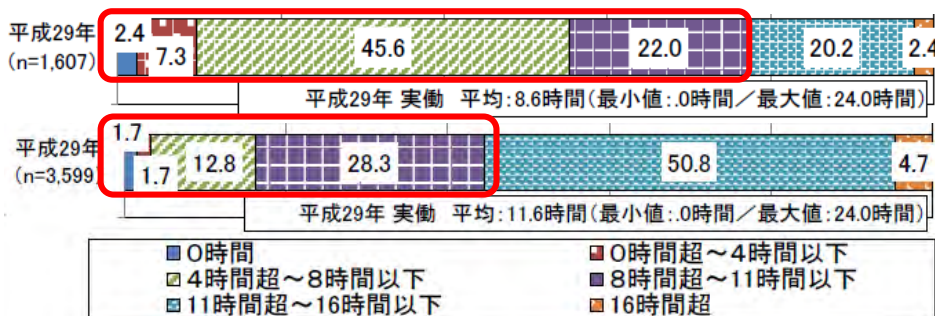 平成29年
(n=1,607)
2.4
7.3
45.6
22.0
20.2
2.4
平成29年 実働 平均:8.6時間(最小値:.0時間/最大値:24.0時間)
平成29年
(n=3,599)
1.7
1.7
12.8
28.3
50.8
4.7
平成29年 実働 平均:11.6時間(最小値:.0時間/最大値:24.0時間)
0時間
0時間超~4時間以下
4時間超~8時間以下
8時間超~11時間以下
11時間超~16時間以下
16時間超